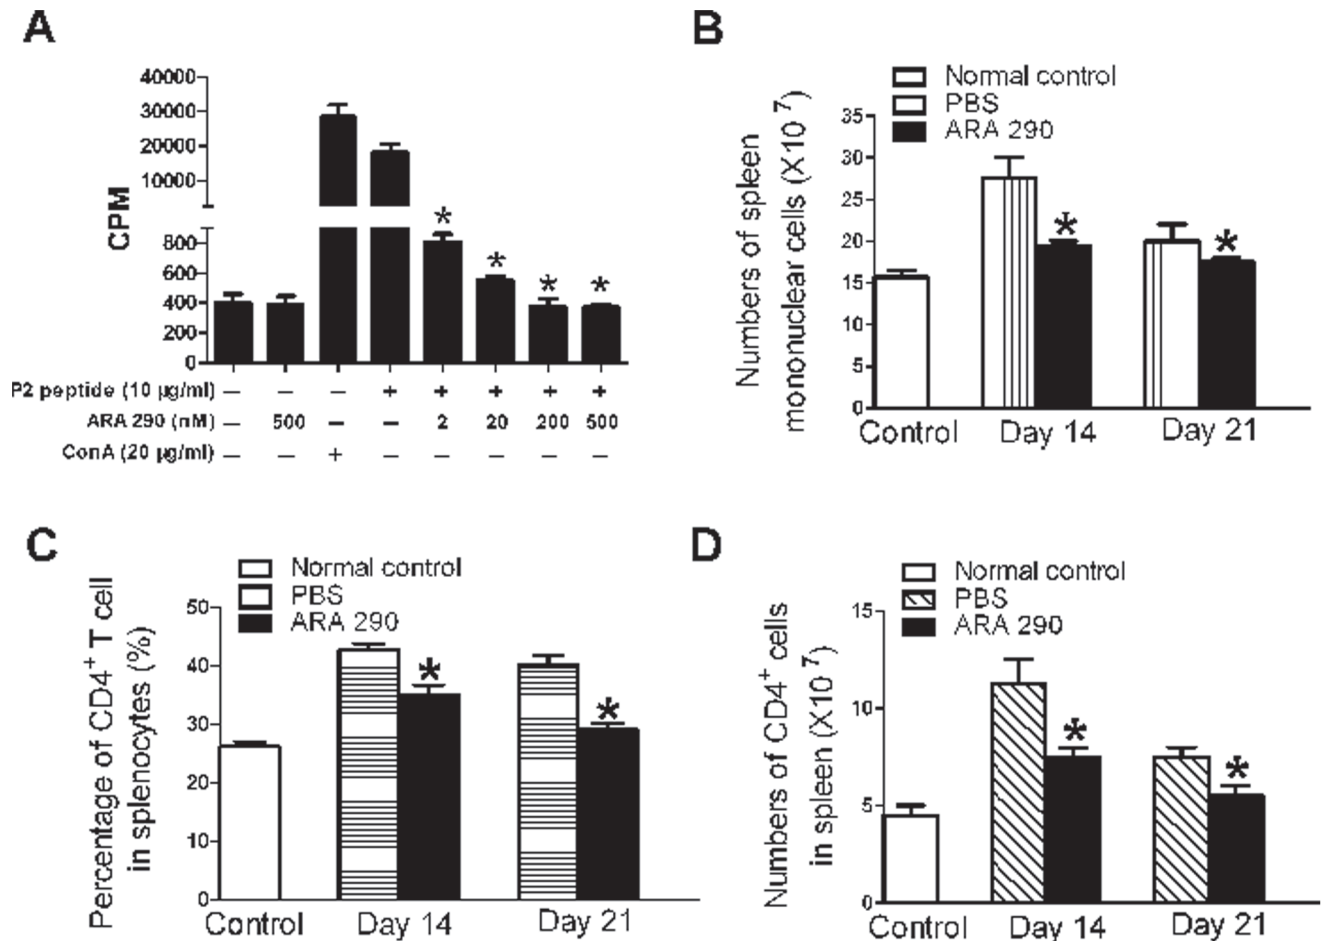 A
CPM
40000
30000
20000
10000
800
600
400
200
0
*
*
*
*
P2 peptide (10 µg/ml) — — — + + + + +
ARA 290 (nM) — 500 — — 2 20 200 500
ConA (20 µg/ml) — — + — — — — —
B
Normal control
PBS
ARA 290
Numbers of spleen
mononuclear cells (X10 7)
35
30
25
20
15
10
5
0
*
*
Control Day 14 Day 21
C
Normal control
PBS
ARA 290
Percentage of CD4+ T cell
in splenocytes (%)
50
40
30
20
10
0
*
*
Control Day 14 Day 21
D
Normal control
PBS
ARA 290
Numbers of CD4+ cells
in spleen (X10 7)
15
10
5
0
*
*
Control Day 14 Day 21